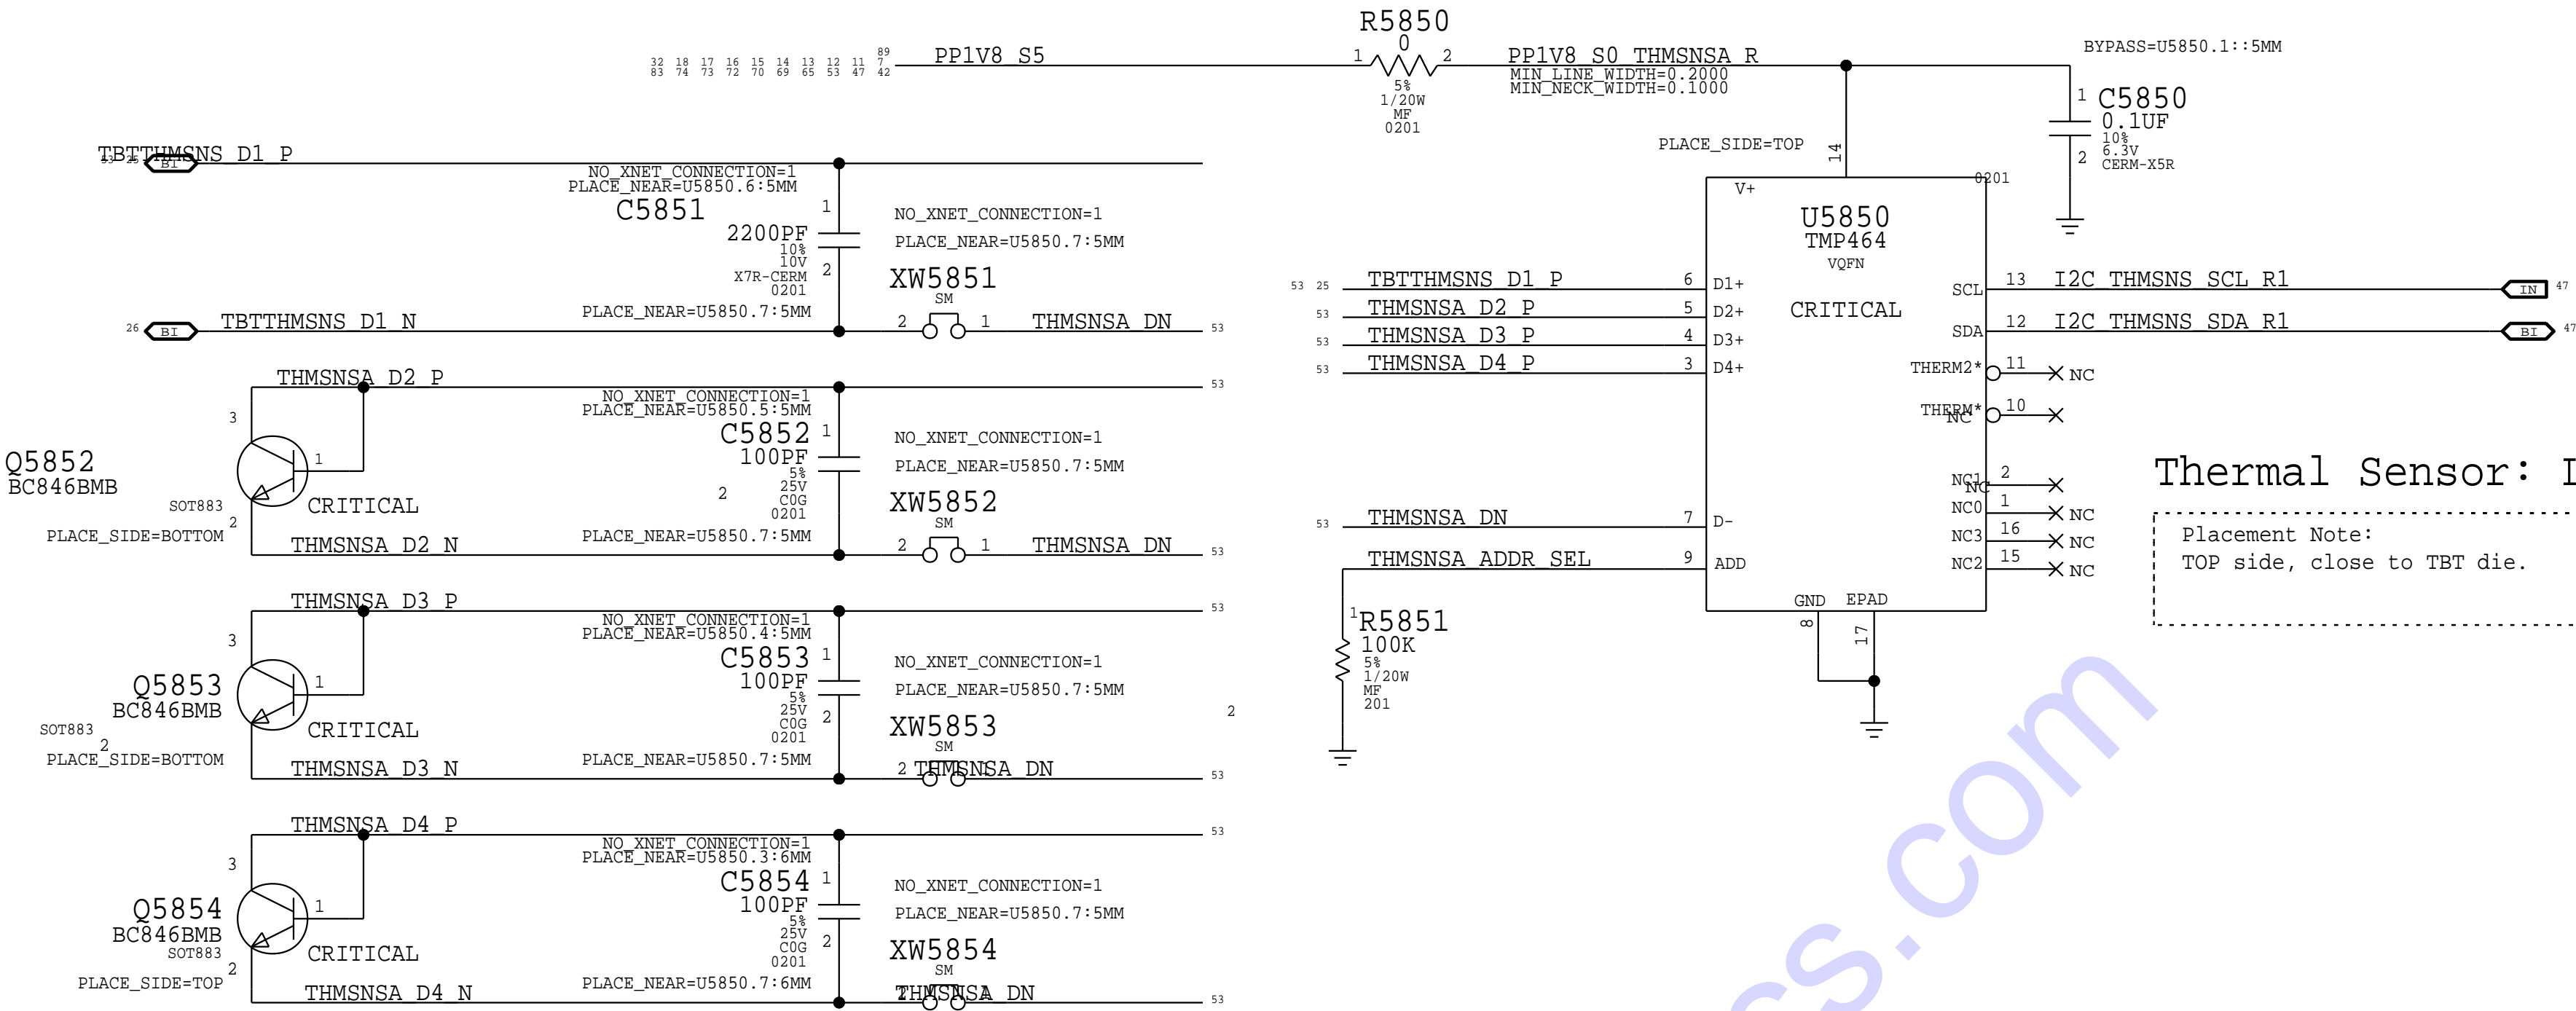 R5850
0
1
2
5%
1/20W
MF
0201
89
32 18 17 16 15 14 13 12 11 7
83 74 73 72 70 69 65 53 47 42
PP1V8_S5
PP1V8_S0_THMSNSA_R
MIN_LINE_WIDTH=0.2000
MIN_NECK_WIDTH=0.1000
BYPASS=U5850.1::5MM
1
C5850
0.1UF
10%
6.3V
2
CERM-X5R
0201
PLACE_SIDE=TOP
14
TBTTHMSNS_D1_P
53 25
BI
NO_XNET_CONNECTION=1
PLACE_NEAR=U5850.6:5MM
C5851
1
2200PF
10%
10V
X7R-CERM
2
0201
PLACE_NEAR=U5850.7:5MM
NO_XNET_CONNECTION=1
PLACE_NEAR=U5850.7:5MM
XW5851
SM
26
BI
TBTTHMSNS_D1_N
2
1
THMSNSA_DN
53
THMSNSA_D2_P
53
3
NO_XNET_CONNECTION=1
PLACE_NEAR=U5850.5:5MM
C5852
1
100PF
5%
25V
2
C0G
0201
PLACE_NEAR=U5850.7:5MM
NO_XNET_CONNECTION=1
PLACE_NEAR=U5850.7:5MM
XW5852
SM
Q5852
BC846BMB
1
SOT883
CRITICAL
2
PLACE_SIDE=BOTTOM
THMSNSA_D2_N
2
1
THMSNSA_DN
53
THMSNSA_D3_P
53
3
NO_XNET_CONNECTION=1
PLACE_NEAR=U5850.4:5MM
C5853
1
100PF
5%
25V
2
C0G
0201
PLACE_NEAR=U5850.7:5MM
NO_XNET_CONNECTION=1
PLACE_NEAR=U5850.7:5MM
2
XW5853
SM
Q5853
BC846BMB
1
SOT883
CRITICAL
2
PLACE_SIDE=BOTTOM
THMSNSA_D3_N
2
THMSNSA_DN
53
THMSNSA_D4_P
53
3
NO_XNET_CONNECTION=1
PLACE_NEAR=U5850.3:6MM
C5854
1
100PF
5%
25V
2
C0G
0201
PLACE_NEAR=U5850.7:6MM
NO_XNET_CONNECTION=1
PLACE_NEAR=U5850.7:5MM
XW5854
SM
Q5854
BC846BMB
1
SOT883
CRITICAL
2
PLACE_SIDE=TOP
THMSNSA_D4_N
2
THMSNSA_DN
53
V+
U5850
TMP464
VQFN
CRITICAL
53 25
TBTTHMSNS_D1_P
6
D1+
53
THMSNSA_D2_P
5
D2+
53
THMSNSA_D3_P
4
D3+
53
THMSNSA_D4_P
3
D4+
53
THMSNSA_DN
7
D-
THMSNSA_ADDR_SEL
9
ADD
GND
EPAD
8
17
1
R5851
100K
5%
1/20W
MF
201
SCL
13
I2C_THMSNS_SCL_R1
IN
47
SDA
12
I2C_THMSNS_SDA_R1
BI
47
THERM2*
11
NC
THERM*
10
NC
NC1
2
NC
NC0
1
NC
NC3
16
NC
NC2
15
NC
Thermal Sensor:
Placement Note:
TOP side, close to TBT die.
s.com